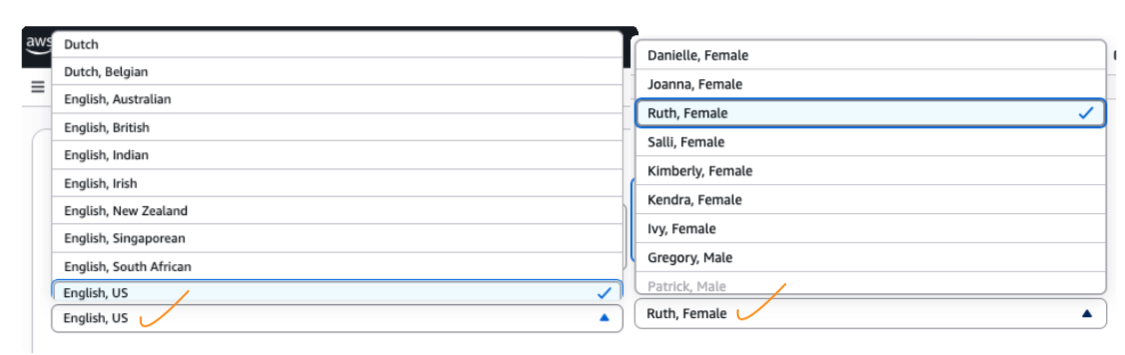 aws
Dutch
Dutch, Belgian
English, Australian
English, British
English, Indian
English, Irish
English, New Zealand
English, Singaporean
English, South African
English, US
English, US
Danielle, Female
Joanna, Female
Ruth, Female
Salli, Female
Kimberly, Female
Kendra, Female
Ivy, Female
Gregory, Male
Patrick, Male
Ruth, Female